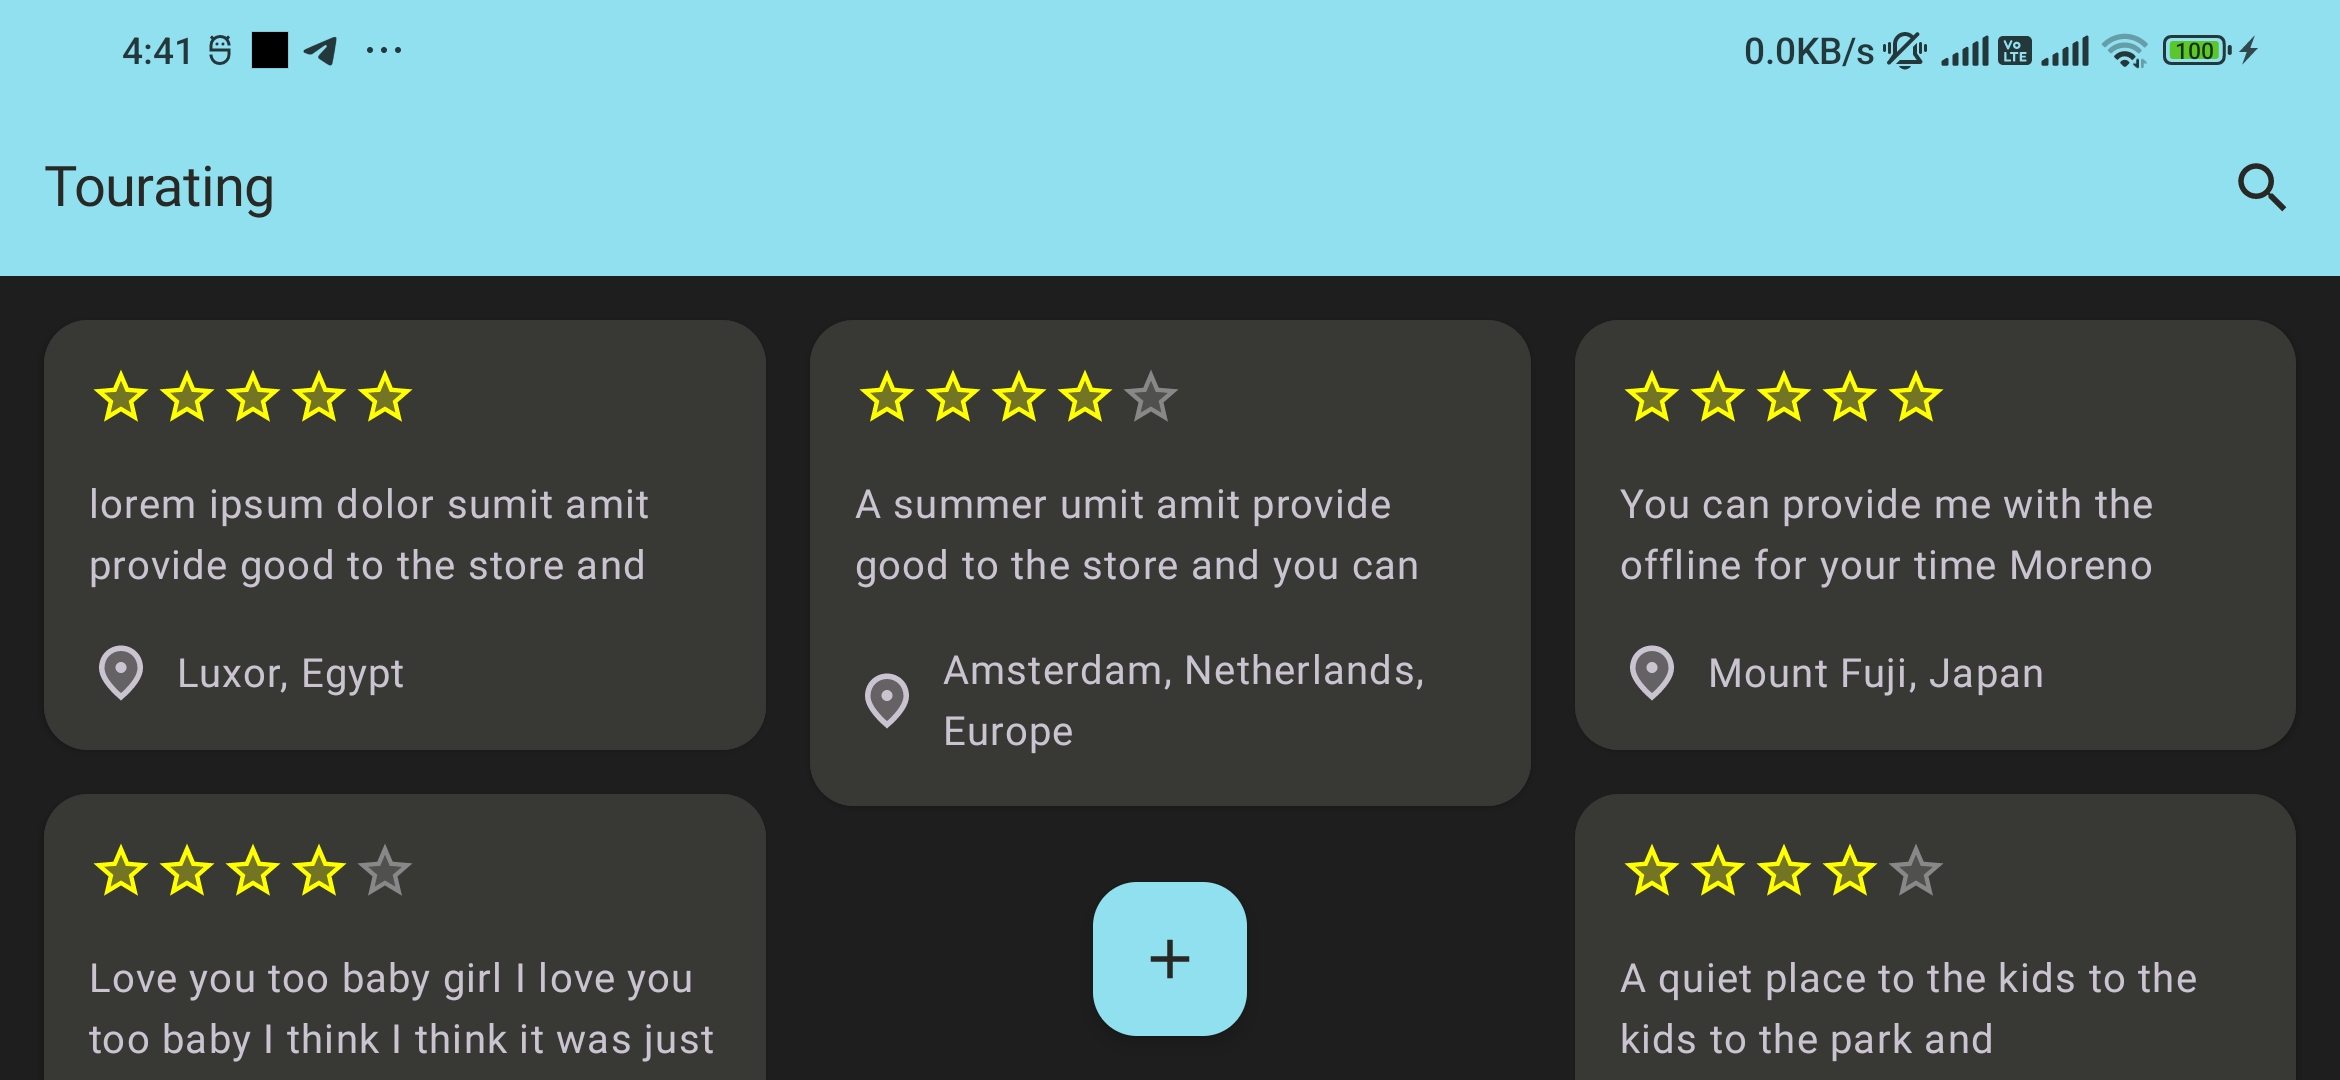 4:41
0.0KB/s
Vo
LTE
100
Tourating
lorem ipsum dolor sumit amit
provide good to the store and
Luxor, Egypt
A summer umit amit provide
good to the store and you can
Amsterdam, Netherlands,
Europe
You can provide me with the
offline for your time Moreno
Mount Fuji, Japan
Love you too baby girl I love you
too baby I think I think it was just
A quiet place to the kids to the
kids to the park and